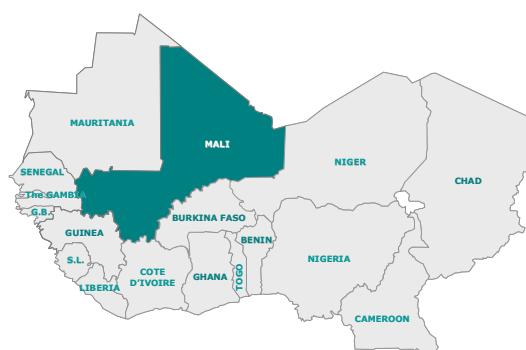 MAURITANIA
MALI
NIGER
CHAD
SENEGAL
The GAMBIA
G.B.
GUINEA
BURKINA FASO
BENIN
S.L.
LIBERIA
COTE
D'IVOIRE
GHANA
TOGO
NIGERIA
CAMEROON